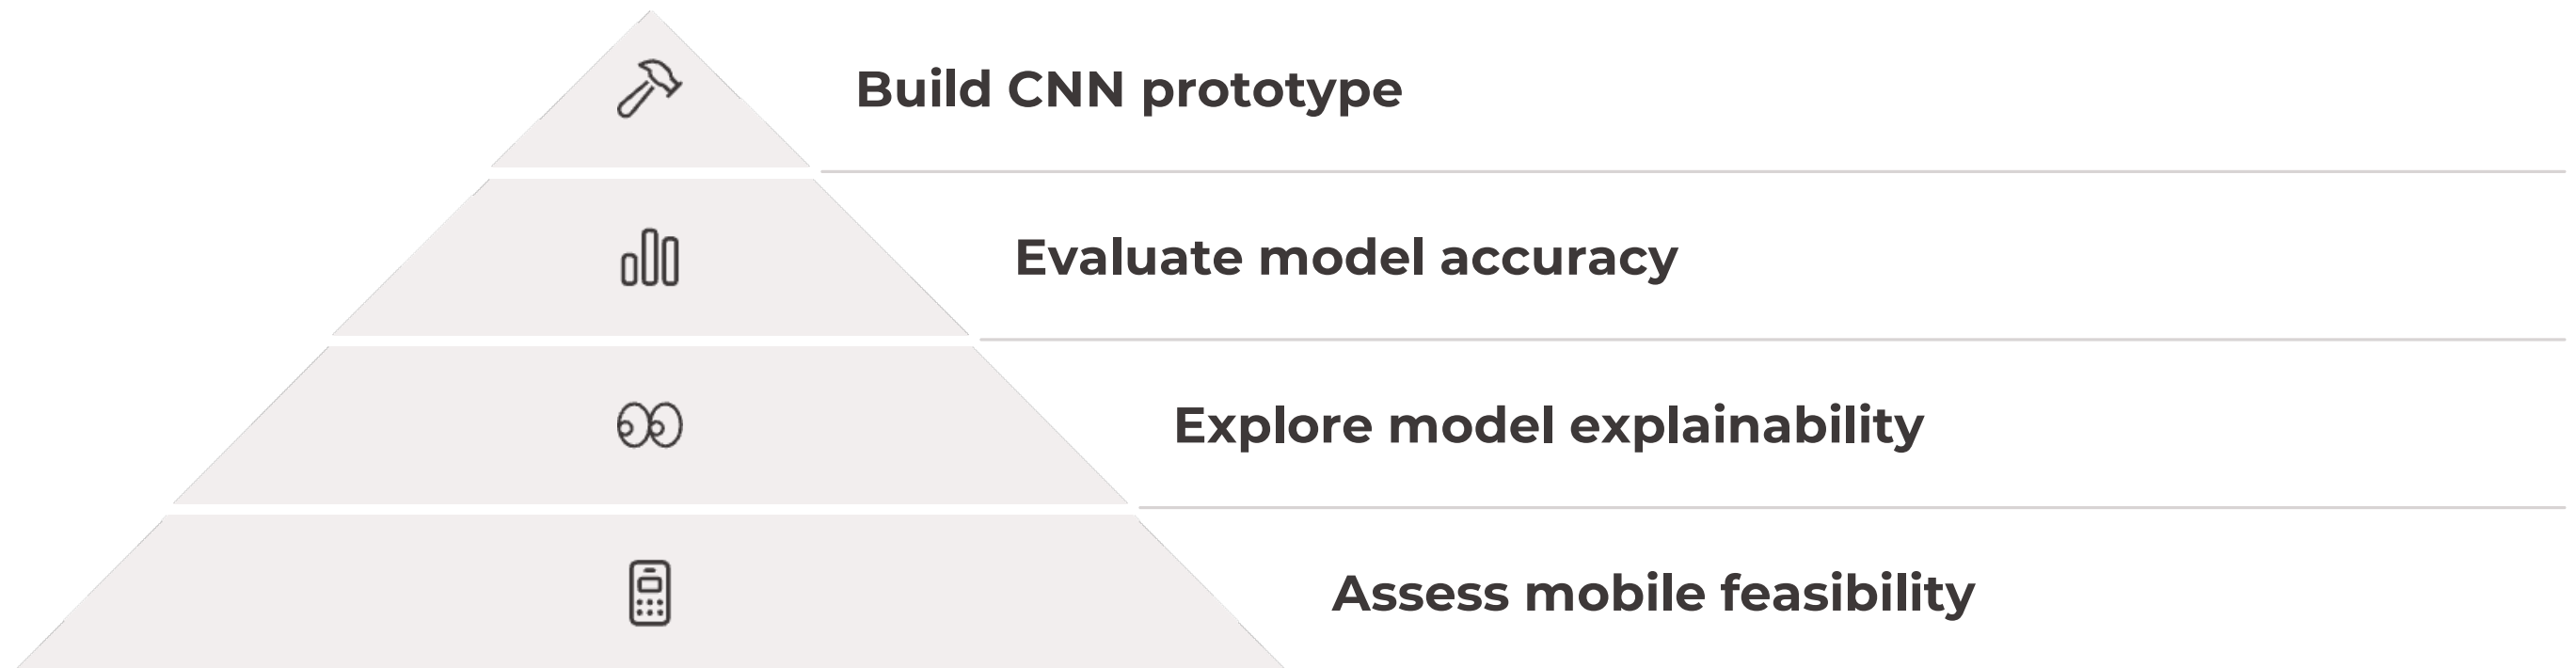 Build CNN prototype
Evaluate model accuracy
Explore model explainability
Assess mobile feasibility